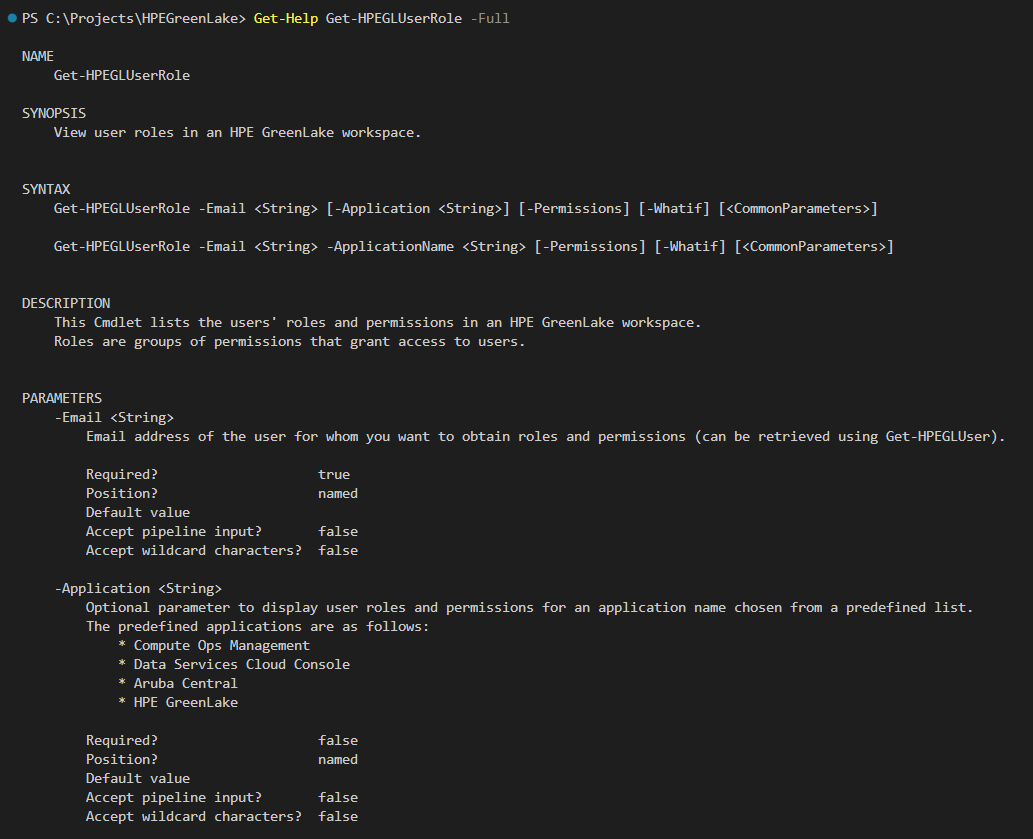 PS C:\Projects\HPEGreenLake> Get-Help Get-HPEGLUserRole -Full
NAME
Get-HPEGLUserRole
SYNOPSIS
View user roles in an HPE GreenLake workspace.
SYNTAX
Get-HPEGLUserRole -Email <String> [-Application <String>] [-Permissions] [-Whatif] [<CommonParameters>]
Get-HPEGLUserRole -Email <String> -ApplicationName <String> [-Permissions] [-Whatif] [<CommonParameters>]
DESCRIPTION
This Cmdlet lists the users' roles and permissions in an HPE GreenLake workspace.
Roles are groups of permissions that grant access to users.
PARAMETERS
-Email <String>
Email address of the user for whom you want to obtain roles and permissions (can be retrieved using Get-HPEGLUser).
Required? true
Position? named
Default value
Accept pipeline input? false
Accept wildcard characters? false
-Application <String>
Optional parameter to display user roles and permissions for an application name chosen from a predefined list.
The predefined applications are as follows:
* Compute Ops Management
* Data Services Cloud Console
* Aruba Central
* HPE GreenLake
Required? false
Position? named
Default value
Accept pipeline input? false
Accept wildcard characters? false